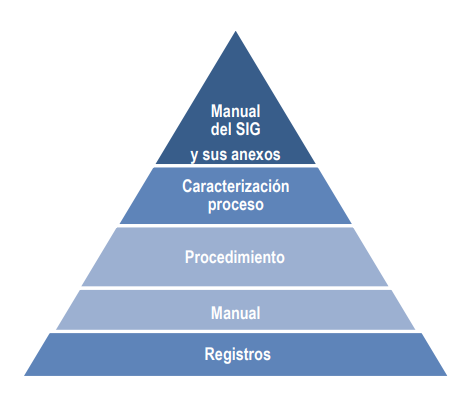 Manual
del SIG
y sus anexos
Caracterización
proceso
Procedimiento
Manual
Registros